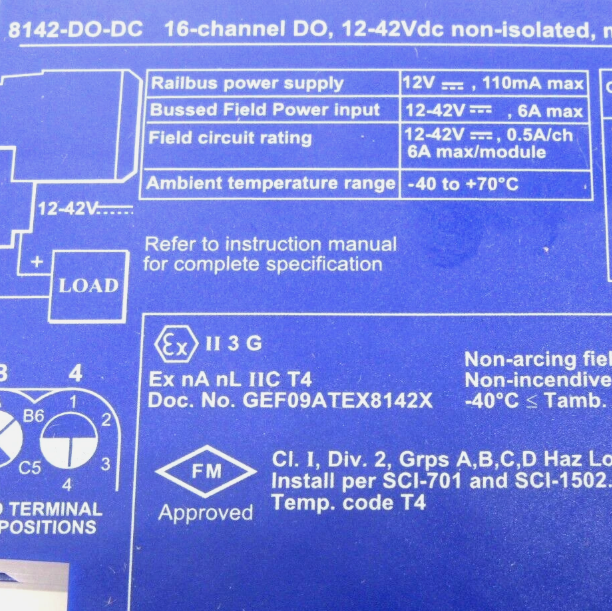 8142-DO-DC 16-channel DO, 12-42Vdc non-isolated,
Railbus power supply 12V ⎓ , 110mA max
Bussed Field Power input 12-42V ⎓ , 6A max
Field circuit rating 12-42V ⎓ , 0.5A/ch
6A max/module
Ambient temperature range -40 to +70°C
12-42V ⎓
+
LOAD
Refer to instruction manual
for complete specification
Ex II 3 G
Ex nA nL IIC T4
Doc. No. GEF09ATEX8142X
Non-arcing
Non-incendive
-40°C ≤ Tamb.
FM
Approved
Cl. I, Div. 2, Grps A,B,C,D Haz
Install per SCI-701 and SCI-1502.
Temp. code T4
4
B6
C5
1
2
3
4
TERMINAL
POSITIONS